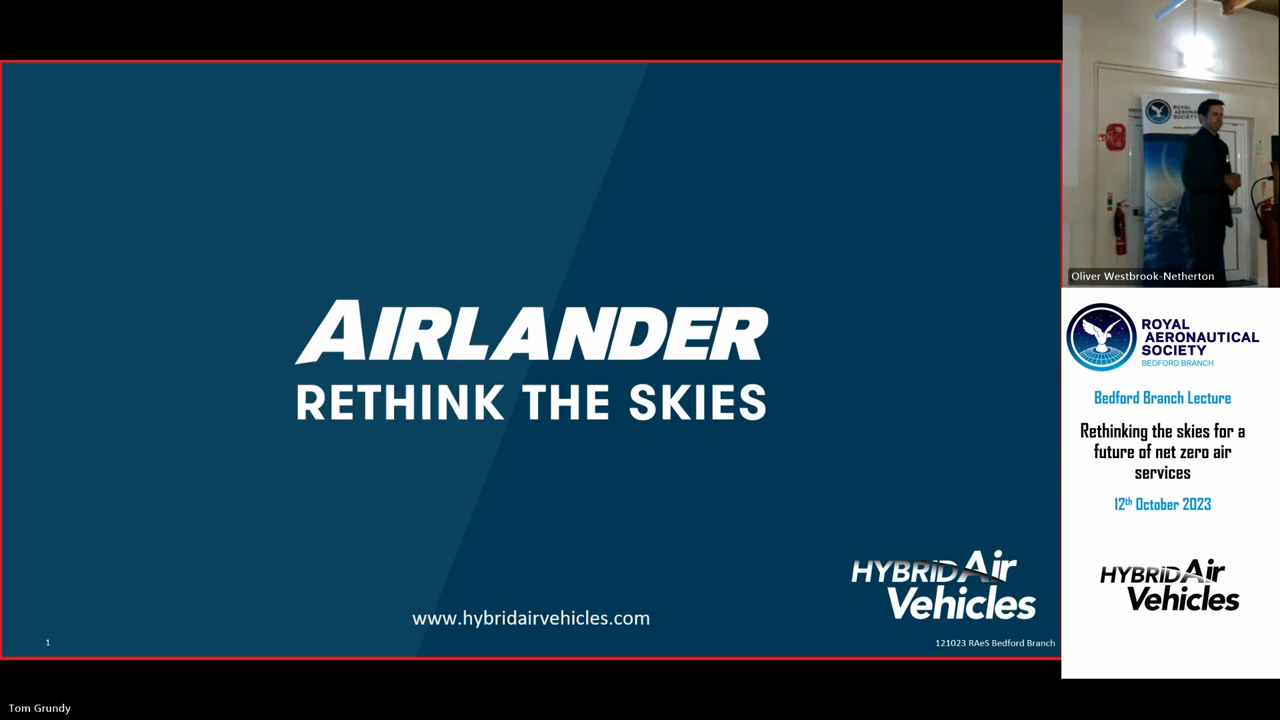 AIRLANDER
RETHINK THE SKIES
www.hybridairvehicles.com
HYBRID Air
Vehicles
1
121023 RAeS Bedford Branch
Tom Grundy
ROYAL
SOCIETY
Oliver Westbrook-Netherton
ROYAL
AERONAUTICAL
SOCIETY
BEDFORD BRANCH
Bedford Branch Lecture
Rethinking the skies for a
future of net zero air
services
12th October 2023
HYBRID Air
Vehicles